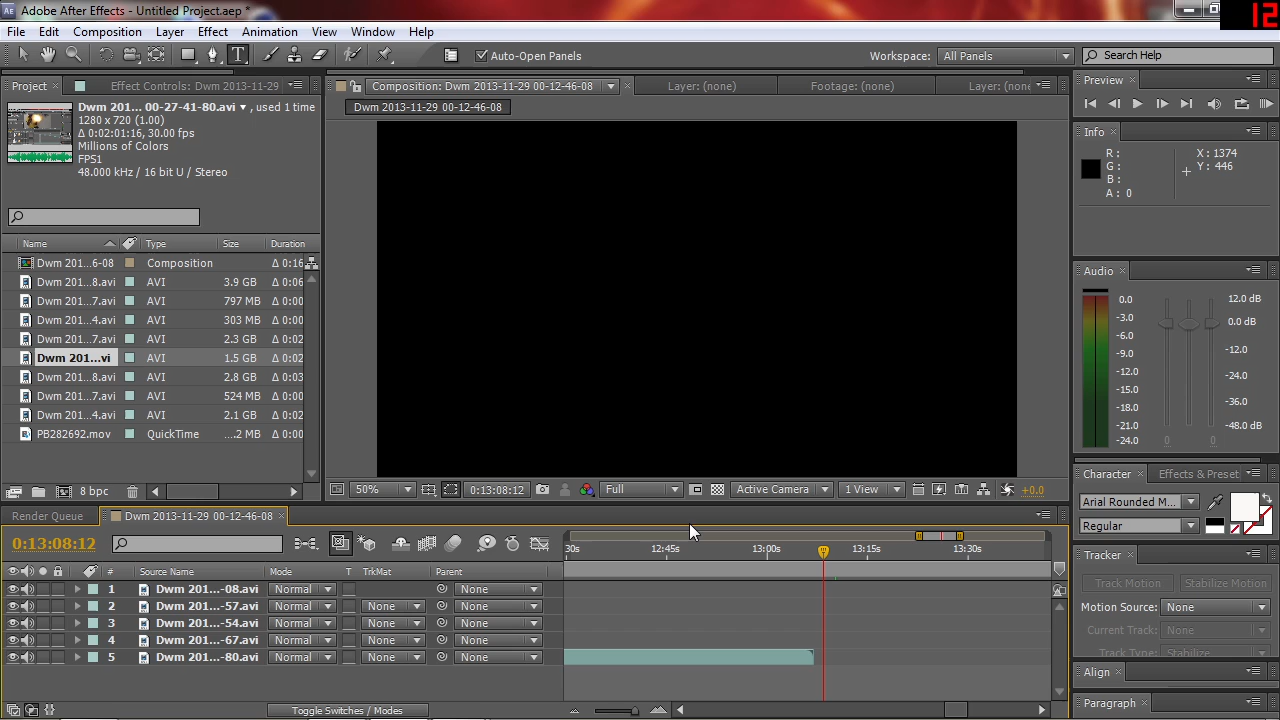 Adobe After Effects - Untitled Project.aep *
12
File Edit Composition Layer Effect Animation View Window Help
T Auto-Open Panels Workspace: All Panels Search Help
Project Effect Controls: Dwm 2013-11-29 Composition: Dwm 2013-11-29 00-12-46-08 Layer: (none) Footage: (none) Layer: (none Preview
Dwm 201... 00-27-41-80.avi , used 1 time
1280 x 720 (1.00)
Δ 0:02:01:16, 30.00 fps
Millions of Colors
FPS1
48.000 kHz / 16 bit U / Stereo
Dwm 2013-11-29 00-12-46-08
Info
R : X : 1374
G : Y : 446
B :
A : 0
Name Type Size Duration
Dwm 201...6-08 Composition Δ 0:16
Dwm 201...8.avi AVI 3.9 GB Δ 0:06
Dwm 201...7.avi AVI 797 MB Δ 0:00
Dwm 201...4.avi AVI 303 MB Δ 0:00
Dwm 201...7.avi AVI 2.3 GB Δ 0:02
Dwm 201...vi AVI 1.5 GB Δ 0:02
Dwm 201...8.avi AVI 2.8 GB Δ 0:03
Dwm 201...7.avi AVI 524 MB Δ 0:00
Dwm 201...4.avi AVI 2.1 GB Δ 0:02
PB282692.mov QuickTime ....2 MB Δ 0:00
8 bpc
50% 0:13:08:12 Full Active Camera 1 View +0.0
Audio
0.0 12.0 dB
-3.0 0.0 dB
-6.0
-9.0 -12.0
-12.0
-15.0 -24.0
-18.0 -36.0
-21.0 -48.0 dB
-24.0 0 0
Character Effects & Preset
Arial Rounded M...
Regular
Tracker
Track Motion Stabilize Motion
Motion Source: None
Current Track: None
Track Type: Stabilize
Align
Paragraph
Render Queue Dwm 2013-11-29 00-12-46-08
0:13:08:12
:30s 12:45s 13:00s 13:15s 13:30s
# Source Name Mode T TrkMat Parent
1 Dwm 201...-08.avi Normal None
2 Dwm 201...-57.avi Normal None None
3 Dwm 201...-54.avi Normal None None
4 Dwm 201...-67.avi Normal None None
5 Dwm 201...-80.avi Normal None None
Toggle Switches / Modes